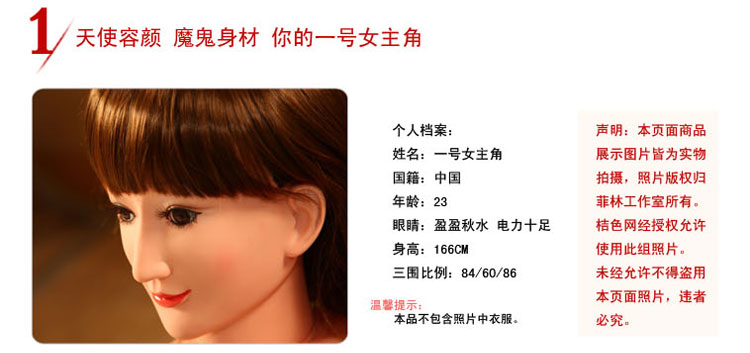 1 天使容颜 魔鬼身材 你的一号女主角
个人档案：
姓名：一号女主角
国籍：中国
年龄：23
眼睛：盈盈秋水 电力十足
身高：166CM
三围比例：84/60/86
温馨提示：
本品不包含照片中衣服。
声明：本页面商品
展示图片皆为实物
拍摄，照片版权归
菲林工作室所有。
桔色网经授权允许
使用此组照片。
未经允许不得盗用
本页面照片，违者
必究。